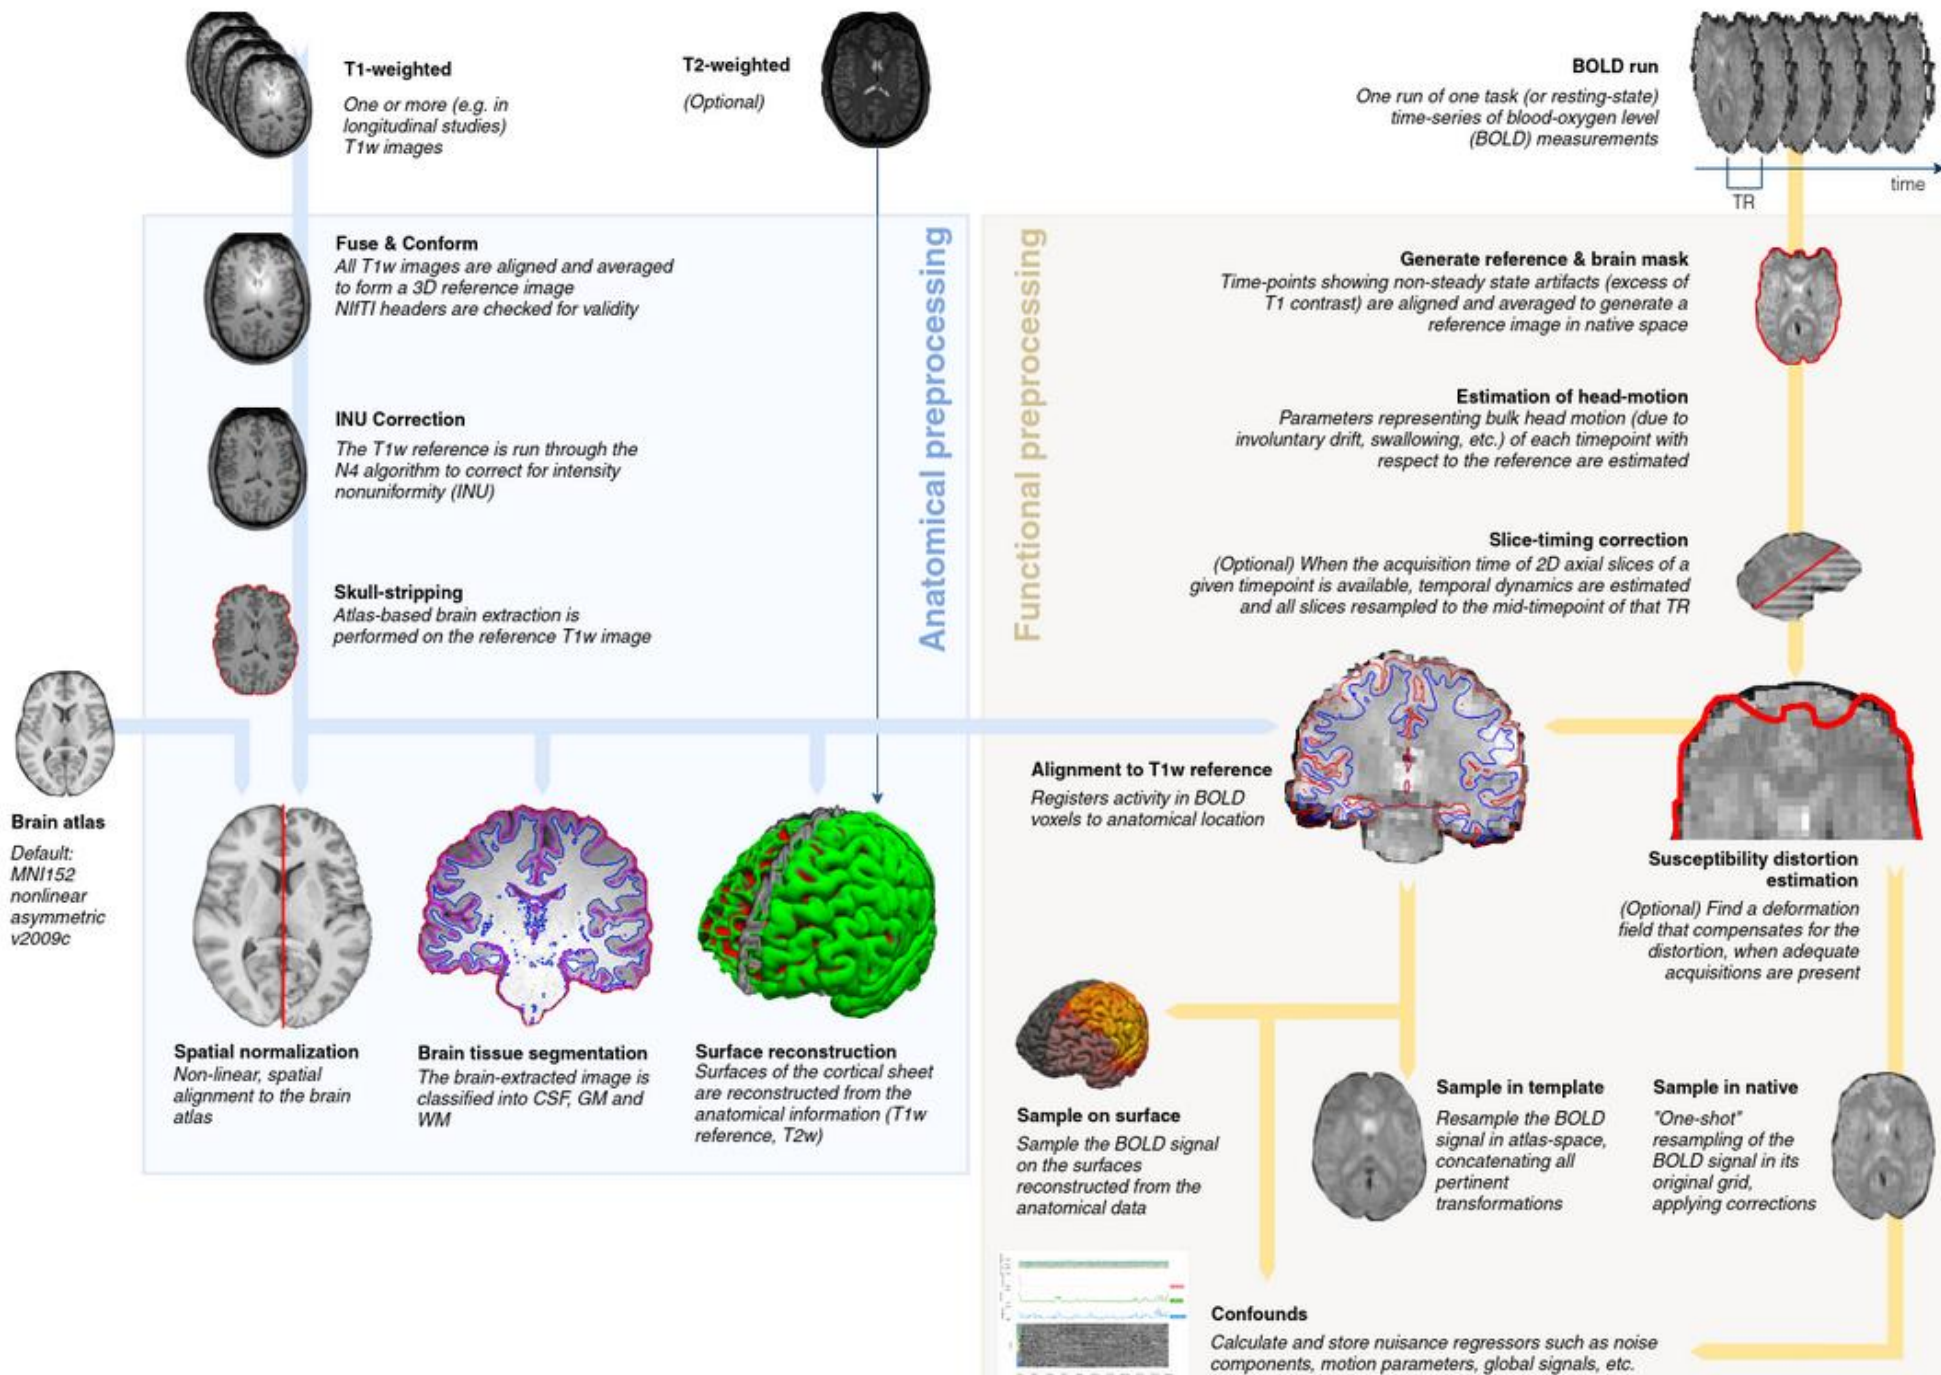 T1-weighted
One or more (e.g. in
longitudinal studies)
T1w images
T2-weighted
(Optional)
BOLD run
One run of one task (or resting-state)
time-series of blood-oxygen level
(BOLD) measurements
time
TR
Anatomical preprocessing
Fuse & Conform
All T1w images are aligned and averaged
to form a 3D reference image
NIfTI headers are checked for validity
INU Correction
The T1w reference is run through the
N4 algorithm to correct for intensity
nonuniformity (INU)
Skull-stripping
Atlas-based brain extraction is
performed on the reference T1w image
Brain atlas
Default:
MNI152
nonlinear
asymmetric
v2009c
Spatial normalization
Non-linear, spatial
alignment to the brain
atlas
Brain tissue segmentation
The brain-extracted image is
classified into CSF, GM and
WM
Surface reconstruction
Surfaces of the cortical sheet
are reconstructed from the
anatomical information (T1w
reference, T2w)
Functional preprocessing
Generate reference & brain mask
Time-points showing non-steady state artifacts (excess of
T1 contrast) are aligned and averaged to generate a
reference image in native space
Estimation of head-motion
Parameters representing bulk head motion (due to
involuntary drift, swallowing, etc.) of each timepoint with
respect to the reference are estimated
Slice-timing correction
(Optional) When the acquisition time of 2D axial slices of a
given timepoint is available, temporal dynamics are estimated
and all slices resampled to the mid-timepoint of that TR
Alignment to T1w reference
Registers activity in BOLD
voxels to anatomical location
Susceptibility distortion
estimation
(Optional) Find a deformation
field that compensates for the
distortion, when adequate
acquisitions are present
Sample on surface
Sample the BOLD signal
on the surfaces
reconstructed from the
anatomical data
Sample in template
Resample the BOLD
signal in atlas-space,
concatenating all
pertinent
transformations
Sample in native
"One-shot"
resampling of the
BOLD signal in its
original grid,
applying corrections
Confounds
Calculate and store nuisance regressors such as noise
components, motion parameters, global signals, etc.